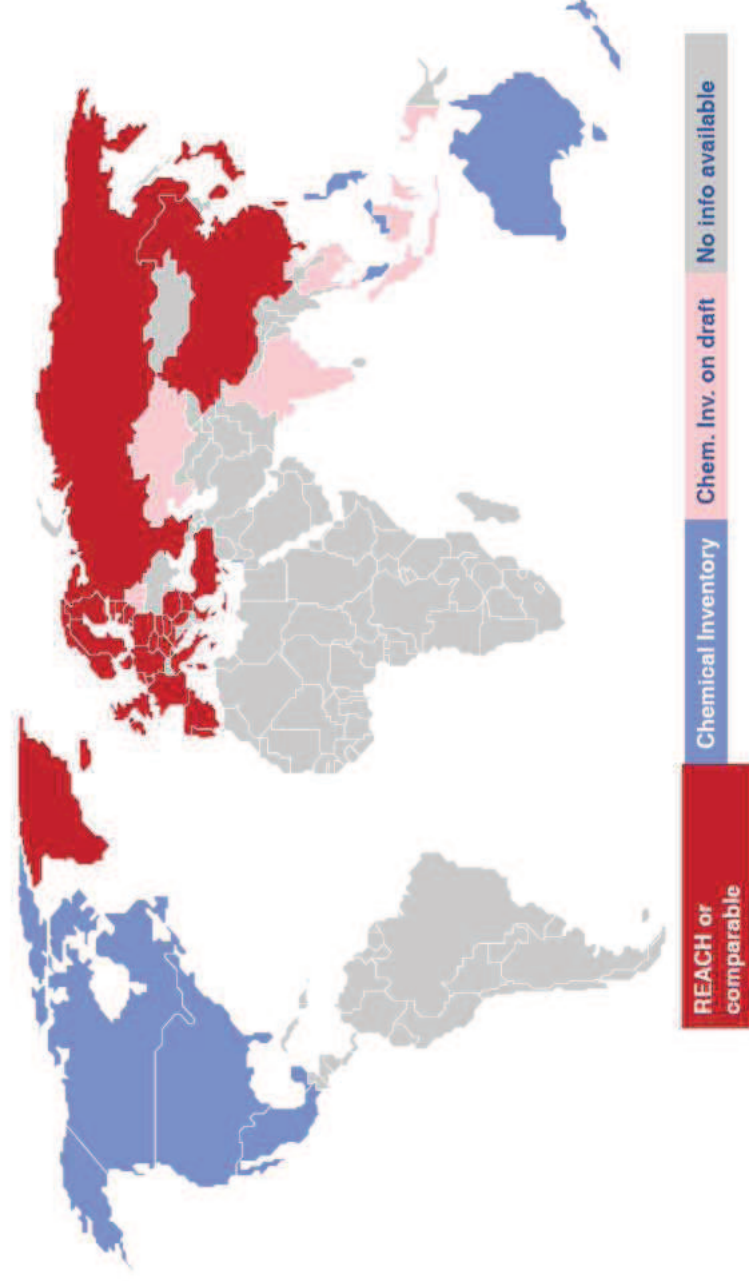 REACH or
comparable
Chemical Inventory
Chem. Inv. on draft
No info available